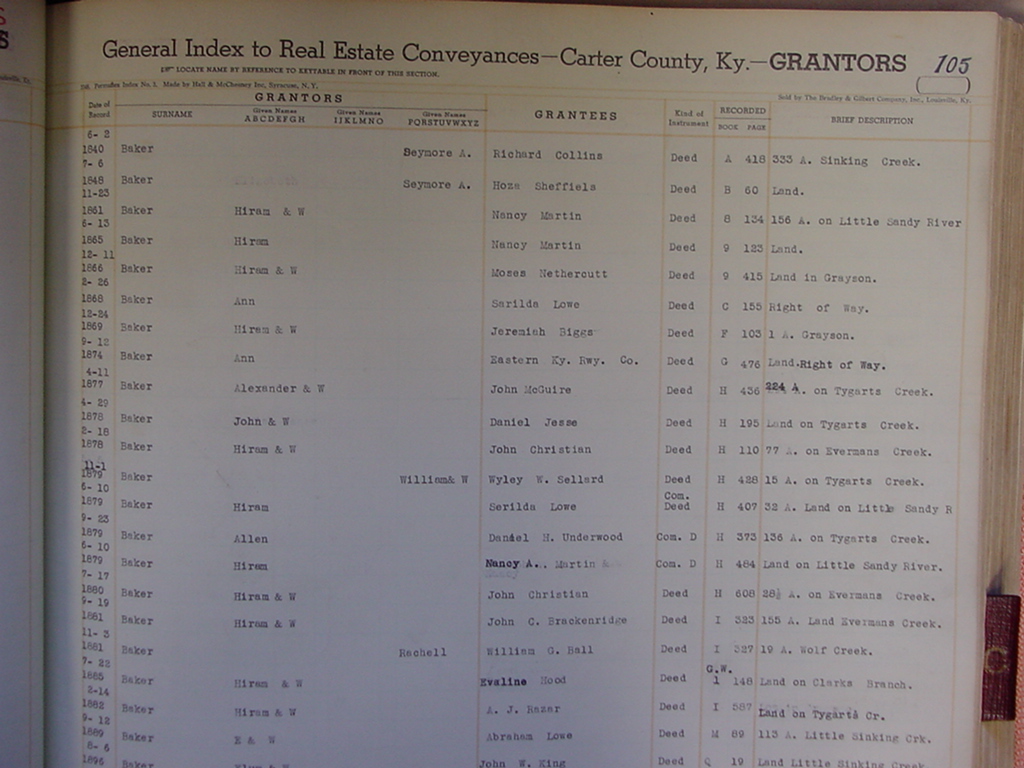 General Index to Real Estate Conveyances—Carter County, Ky.—GRANTORS 105
LOCATE NAME BY REFERENCE TO KEYTABLE IN FRONT OF THIS SECTION.
Made by Hall & McChesney Inc, Syracuse, N. Y. Sold by The Bradley & Gilbert Company, Inc., Louisville, Ky.
Date of Record GRANTORS GRANTEES Kind of Instrument RECORDED BRIEF DESCRIPTION
SURNAME Given Names ABCDEFGH Given Names IJKLMNO Given Names PQRSTUVWXYZ BOOK PAGE
6- 2
1840 Baker Seymore A. Richard Collins Deed A 418 333 A. Sinking Creek.
7- 6
1848 Baker Seymore A. Hoze Sheffiels Deed B 60 Land.
11-23
1861 Baker Hiram & W Nancy Martin Deed 8 134 156 A. on Little Sandy River
6- 13
1865 Baker Hiram Nancy Martin Deed 9 123 Land.
12- 11
1866 Baker Hiram & W Moses Nethercutt Deed 9 415 Land in Grayson.
2- 26
1868 Baker Ann Sarilda Lowe Deed C 155 Right of Way.
12-24
1869 Baker Hiram & W Jeremiah Biggs Deed F 103 1 A. Grayson.
9- 12
1874 Baker Ann Eastern Ky. Rwy. Co. Deed G 476 Land.Right of Way.
4-11
1877 Baker Alexander & W John McGuire Deed H 436 224 A. on Tygarts Creek.
4- 29
1878 Baker John & W Daniel Jesse Deed H 195 Land on Tygarts Creek.
2- 18
1878 Baker Hiram & W John Christian Deed H 110 77 A. on Evermans Creek.
11-1
1879 Baker William& W Wyley W. Sellard Deed H 428 15 A. on Tygarts Creek.
6- 10
1879 Baker Hiram Serilda Lowe Com. Deed H 407 32 A. Land on Little Sandy R
9- 23
1879 Baker Allen Daniel H. Underwood Com. D H 373 136 A. on Tygarts Creek.
6- 10
1879 Baker Hiram Nancy A.. Martin Com. D H 464 Land on Little Sandy River.
7- 17
1880 Baker Hiram & W John Christian Deed H 608 28½ A. on Evermans Creek.
9- 19
1881 Baker Hiram & W John C. Brackenridge Deed I 323 155 A. Land Evermans Creek.
11- 3
1881 Baker Rachell William G. Ball Deed I 327 19 A. Wolf Creek.
7- 22
1885 Baker Hiram & W Evaline Hood Deed G.W. 1 148 Land on Clarks Branch.
2-14
1882 Baker Hiram & W A. J. Razar Deed I 587 Land on Tygarts Cr.
9- 12
1889 Baker E & W Abraham Lowe Deed M 89 113 A. Little Sinking Crk.
8- 6
1896 Baker John W. King Deed Q 19 Land Little Sinking Creek